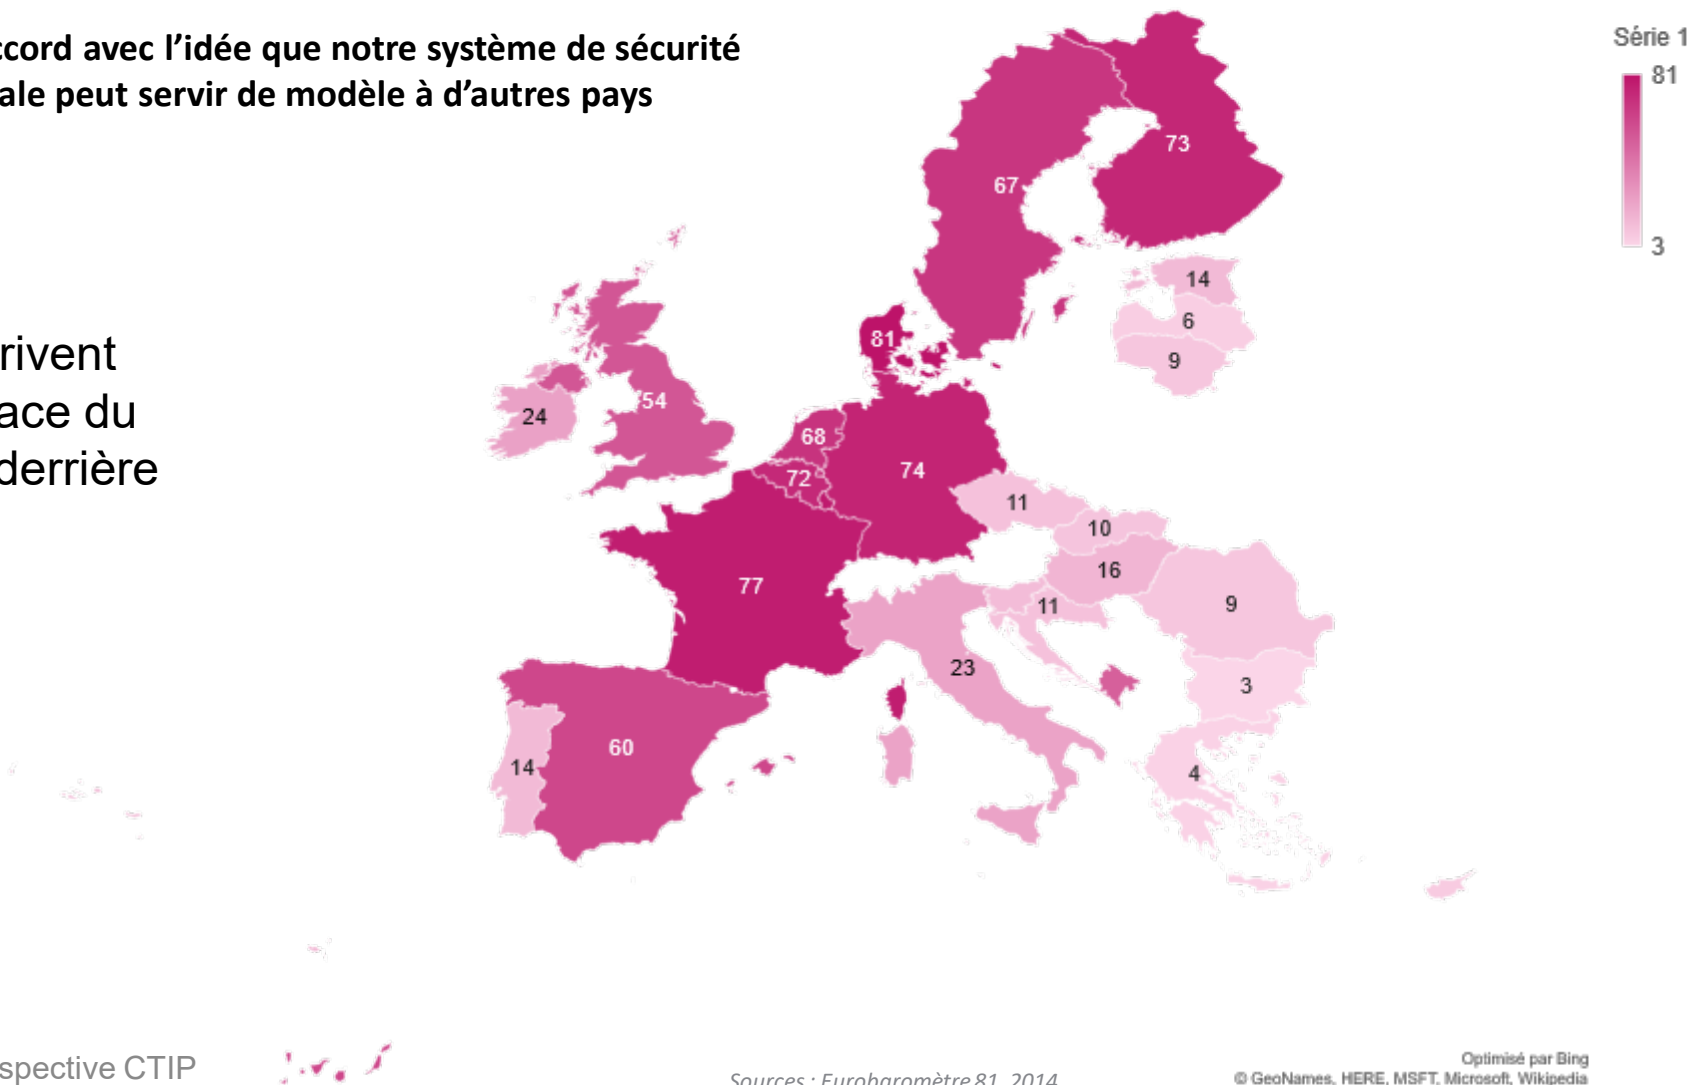 ccord avec l’idée que notre système de sécurité
ale peut servir de modèle à d’autres pays
Série 1
81
3
73
67
14
6
9
81
54
24
68
72
74
11
10
16
11
9
77
23
3
60
14
4
rivent
ace du
derrière
spective CTIP
Sources : Eurobaromètre 81, 2014
Optimisé par Bing
© GeoNames, HERE, MSFT, Microsoft, Wikipedia